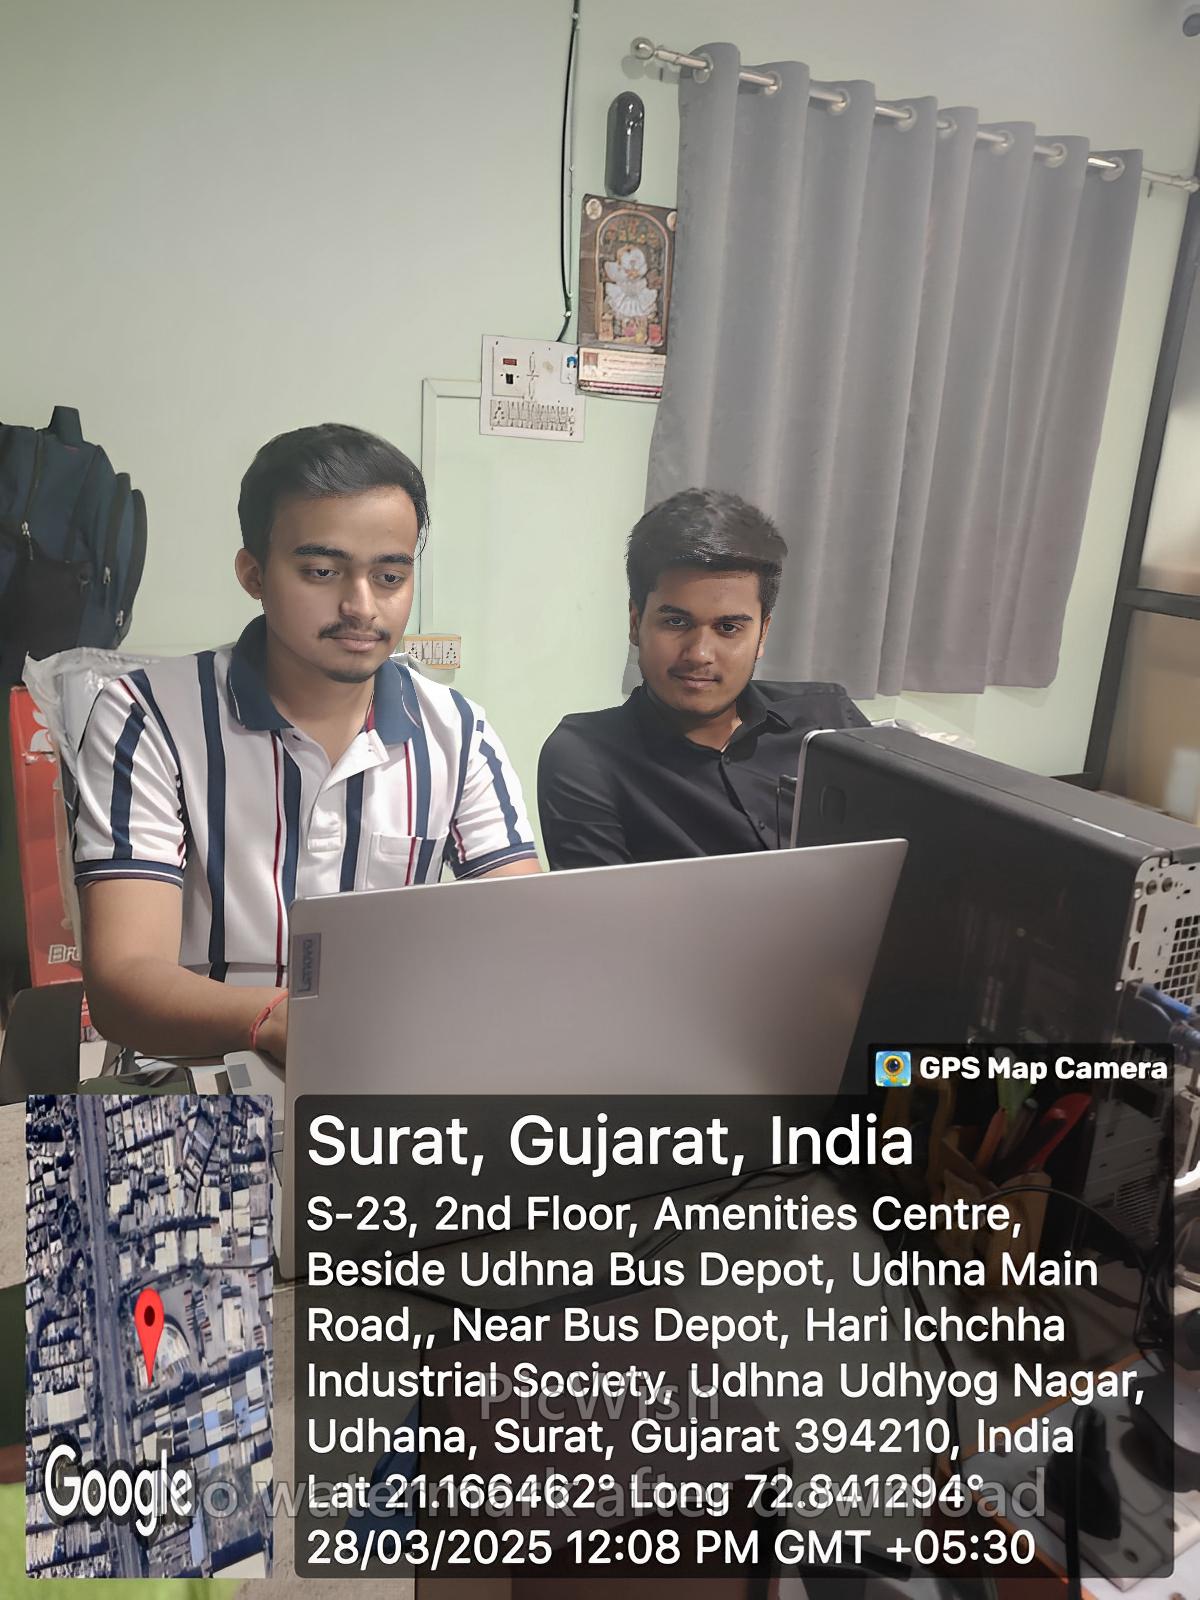 Lenovo
Bro
GPS Map Camera
Surat, Gujarat, India
S-23, 2nd Floor, Amenities Centre,
Beside Udhna Bus Depot, Udhna Main
Road,, Near Bus Depot, Hari Ichchha
Industrial Society, Udhna Udhyog Nagar,
Udhana, Surat, Gujarat 394210, India
Lat 21.166462° Long 72.841294°
28/03/2025 12:08 PM GMT +05:30
Google
PicWish
No watermark after download